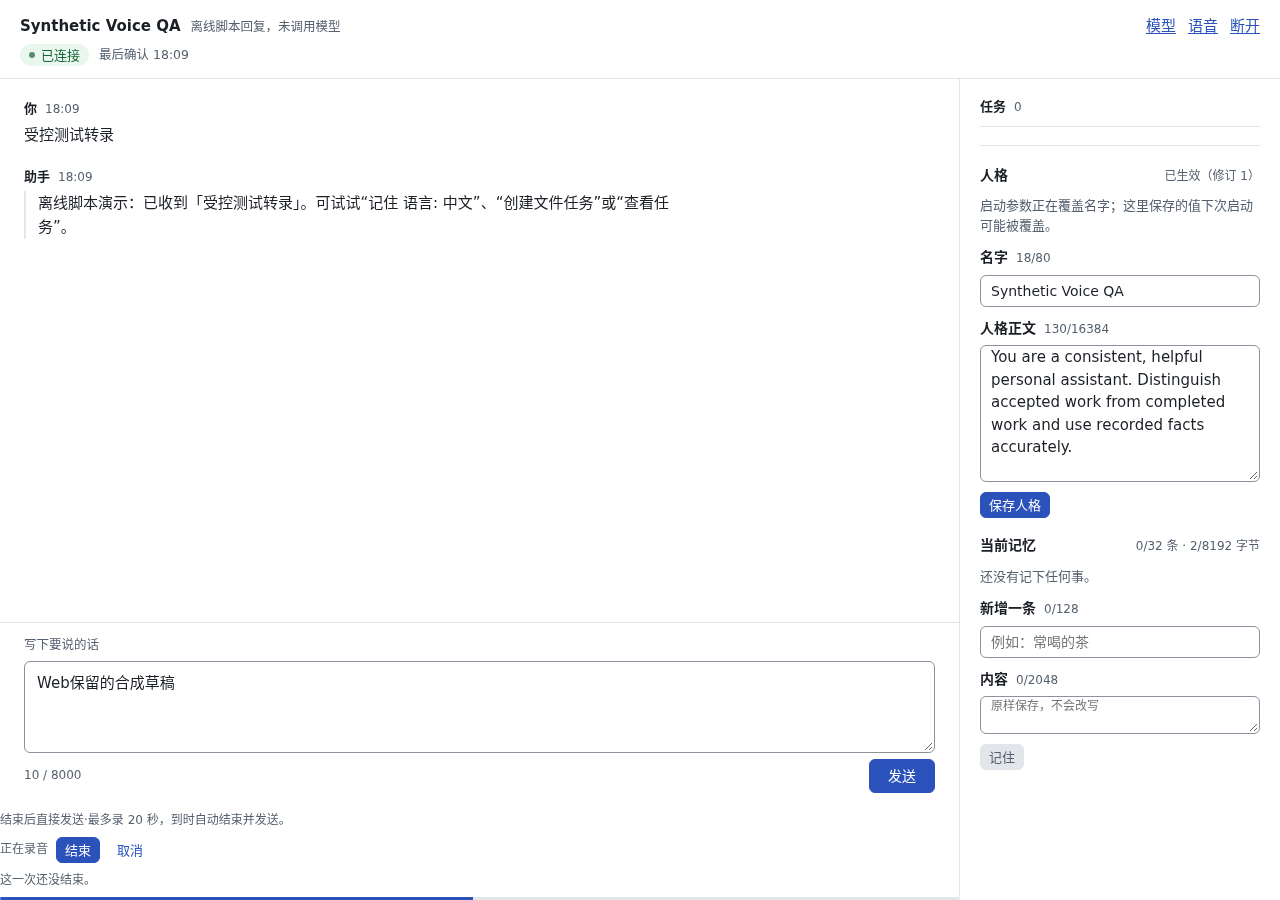 Synthetic Voice QA 离线脚本回复，未调用模型
模型 语音 断开
已连接 最后确认 18:09
你 18:09
受控测试转录
助手 18:09
离线脚本演示：已收到「受控测试转录」。可试试“记住 语言: 中文”、“创建文件任务”或“查看任
务”。
写下要说的话
Web保留的合成草稿
10 / 8000
发送
结束后直接发送·最多录 20 秒，到时自动结束并发送。
正在录音 结束 取消
这一次还没结束。
任务 0
人格 已生效（修订 1）
启动参数正在覆盖名字；这里保存的值下次启动
可能被覆盖。
名字 18/80
Synthetic Voice QA
人格正文 130/16384
You are a consistent, helpful
personal assistant. Distinguish
accepted work from completed
work and use recorded facts
accurately.
保存人格
当前记忆 0/32 条 · 2/8192 字节
还没有记下任何事。
新增一条 0/128
例如：常喝的茶
内容 0/2048
原样保存，不会改写
记住